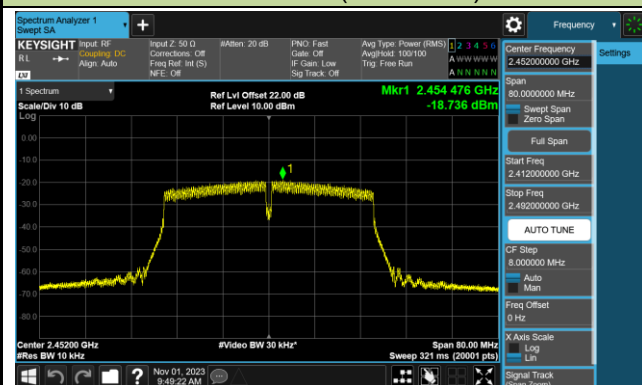 Spectrum Analyzer 1
Swept SA
Frequency
KEYSIGHT
Input: RF
Coupling: DC
Align: Auto
Input Z: 50 Ω
Corrections: Off
Freq Ref: Int (S)
NFE: Off
#Atten: 20 dB
PNO: Fast
Gate: Off
IF Gain: Low
Sig Track: Off
Avg Type: Power (RMS)
Avg|Hold: 100/100
Trig: Free Run
1 2 3 4 5 6
A W W W W W
A N N N N N
RL
LXI
1 Spectrum
Scale/Div 10 dB
Log
Ref Lvl Offset 22.00 dB
Ref Level 10.00 dBm
Mkr1 2.454 476 GHz
-18.736 dBm
0.00
-10.0
1
-20.0
-30.0
-40.0
-50.0
-60.0
-70.0
-80.0
Center 2.45200 GHz
#Res BW 10 kHz
#Video BW 30 kHz*
Span 80.00 MHz
Sweep 321 ms (20001 pts)
?
Nov 01, 2023
9:49:22 AM
Center Frequency
2.452000000 GHz
Settings
Span
80.0000000 MHz
Swept Span
Zero Span
Full Span
Start Freq
2.412000000 GHz
Stop Freq
2.492000000 GHz
AUTO TUNE
CF Step
8.000000 MHz
Auto
Man
Freq Offset
0 Hz
X Axis Scale
Log
Lin
Signal Track
(Span Zoom)